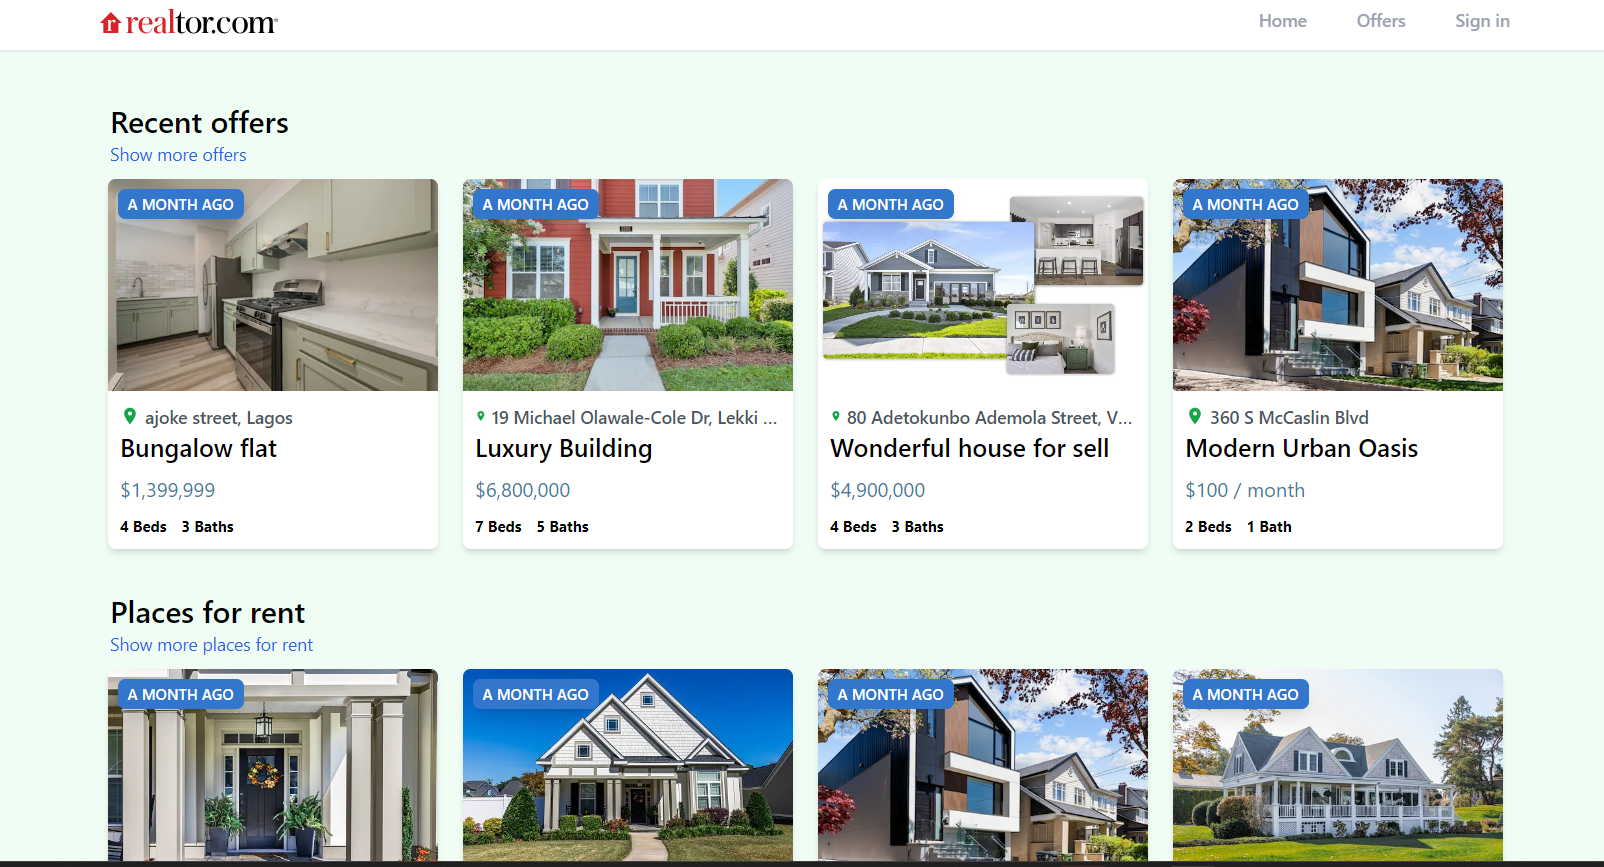 realtor.com
Home Offers Sign in
Recent offers
Show more offers
A MONTH AGO
ajoke street, Lagos
Bungalow flat
$1,399,999
4 Beds 3 Baths
A MONTH AGO
19 Michael Olawale-Cole Dr, Lekki ...
Luxury Building
$6,800,000
7 Beds 5 Baths
A MONTH AGO
80 Adetokunbo Ademola Street, V...
Wonderful house for sell
$4,900,000
4 Beds 3 Baths
A MONTH AGO
360 S McCaslin Blvd
Modern Urban Oasis
$100 / month
2 Beds 1 Bath
Places for rent
Show more places for rent
A MONTH AGO
A MONTH AGO
A MONTH AGO
A MONTH AGO